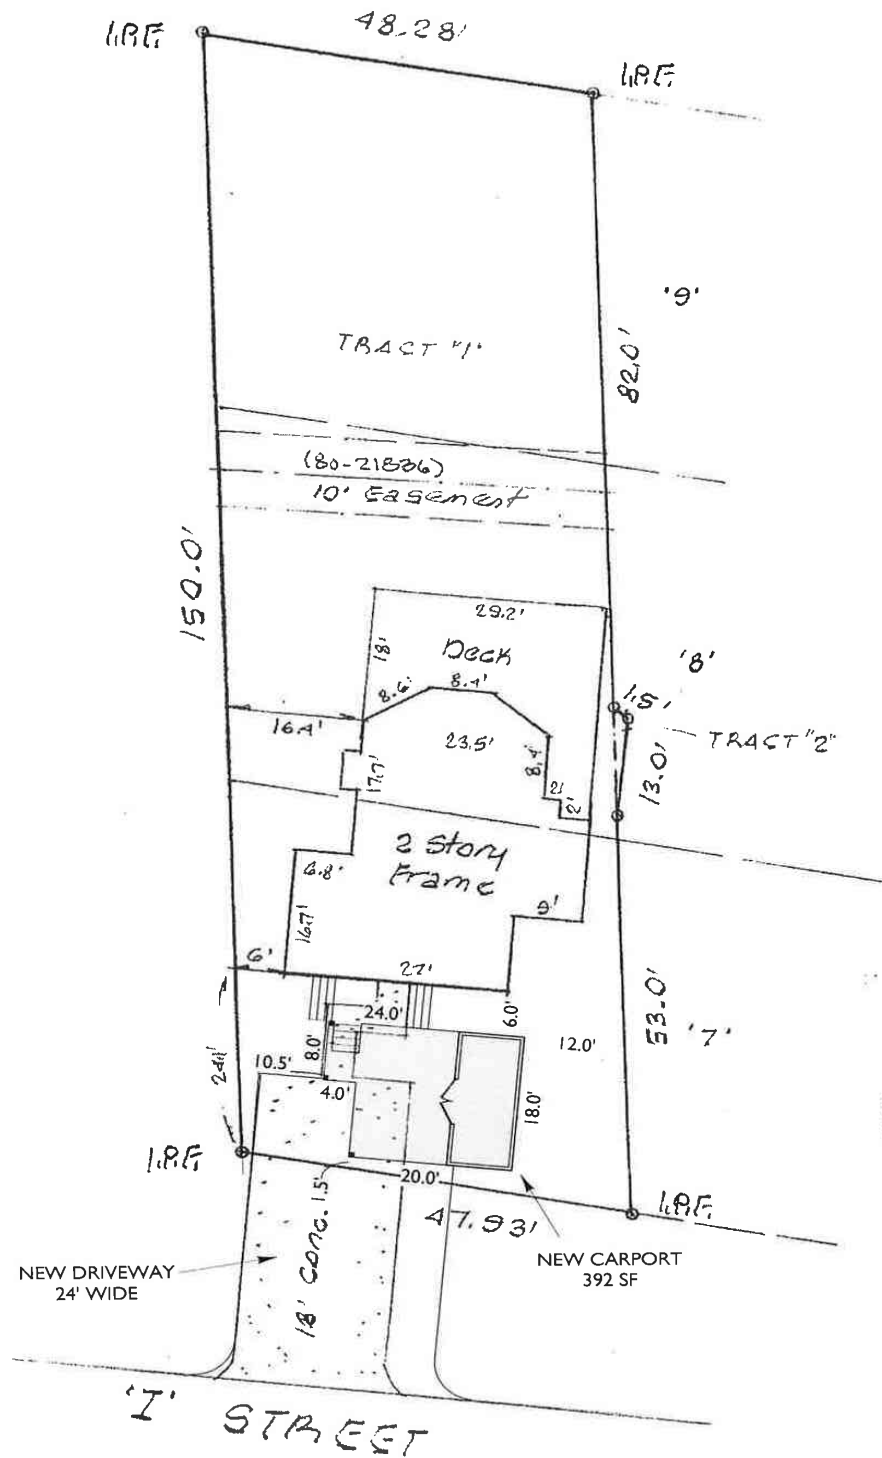 48.28'
I.P.F.
I.P.F.
'9'
82.0'
TRACT "1"
(80-21836)
10' Easement
150.0'
29.2'
18'
Deck
'8'
8.6'
8.4'
1.5'
16.4'
23.5'
TRACT "2"
17.7'
8.4'
13.0'
2'
2'
2 Story
Frame
6.8'
9'
16.7'
6'
27'
24.0'
6.0'
53.0'
'7'
12.0'
8.0'
10.5'
4.0'
18.0'
I.P.F.
20.0'
1.5'
47.93'
I.P.F.
18' Conc.
NEW DRIVEWAY
24' WIDE
NEW CARPORT
392 SF
'I' STREET